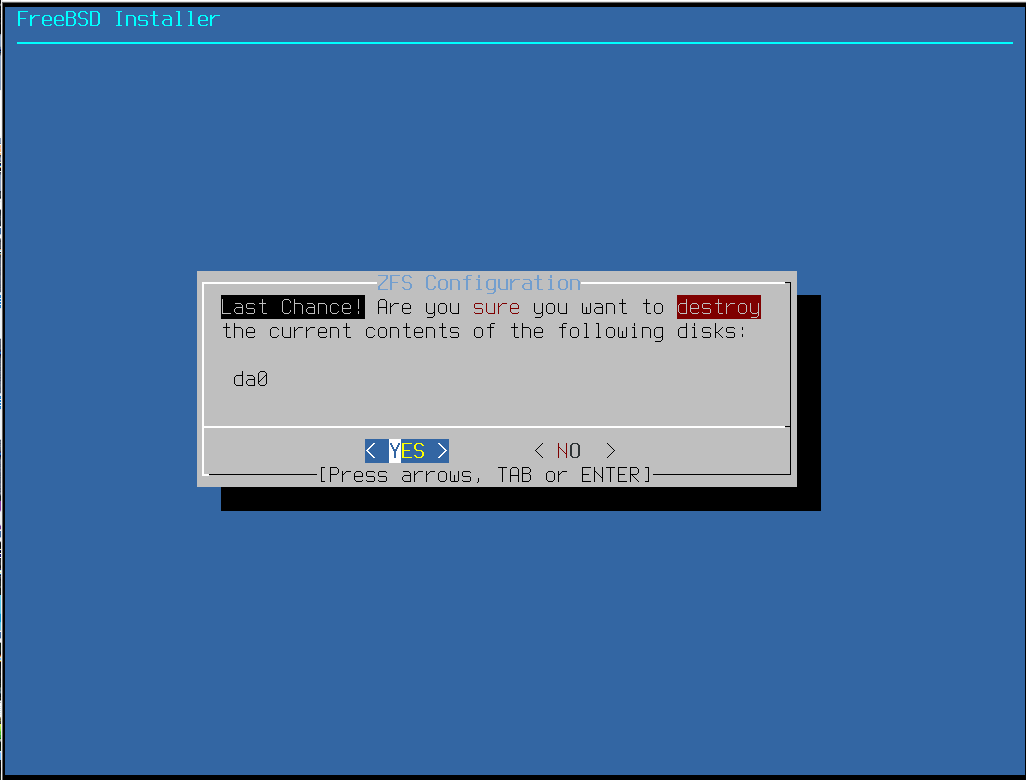 FreeBSD Installer
ZFS Configuration
Last Chance! Are you sure you want to destroy
the current contents of the following disks:
da0
< YES > < NO >
[Press arrows, TAB or ENTER]